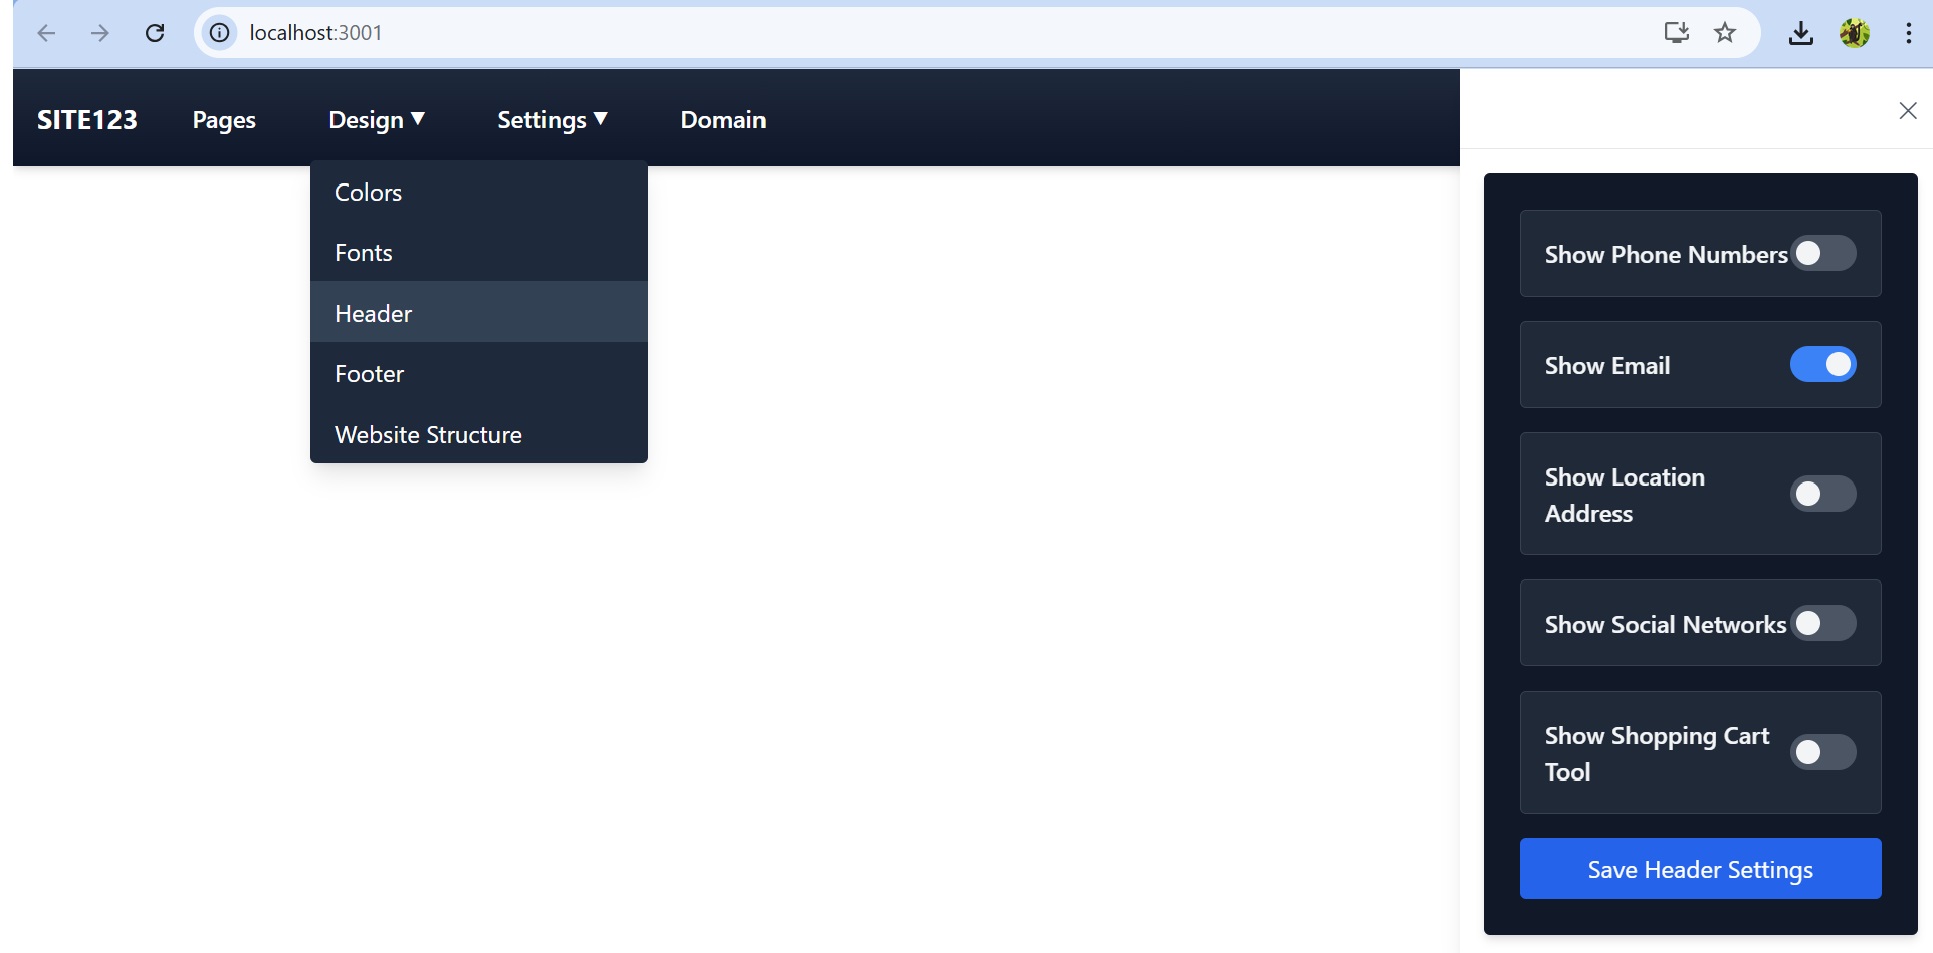 localhost:3001
SITE123 Pages Design ▼ Settings ▼ Domain
Colors
Fonts
Header
Footer
Website Structure
Show Phone Numbers
Show Email
Show Location
Address
Show Social Networks
Show Shopping Cart
Tool
Save Header Settings